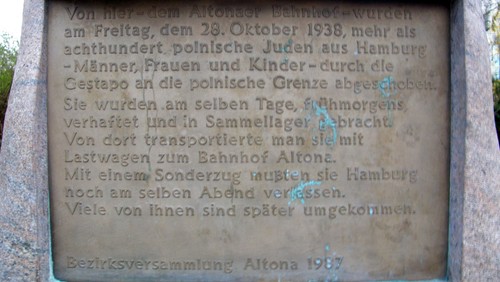 Von hier-dem Altonaer Bahnhof-wurden
am Freitag, dem 28. Oktober 1938, mehr als
achthundert polnische Juden aus Hamburg
-Männer, Frauen und Kinder-durch die
Gestapo an die polnische Grenze abgeschoben.
Sie wurden am selben Tage, frühmorgens
verhaftet und in Sammellager gebracht.
Von dort transportierte man sie mit
Lastwagen zum Bahnhof Altona.
Mit einem Sonderzug mußten sie Hamburg
noch am selben Abend verlassen.
Viele von ihnen sind später umgekommen.
Bezirksversammlung Altona 1987